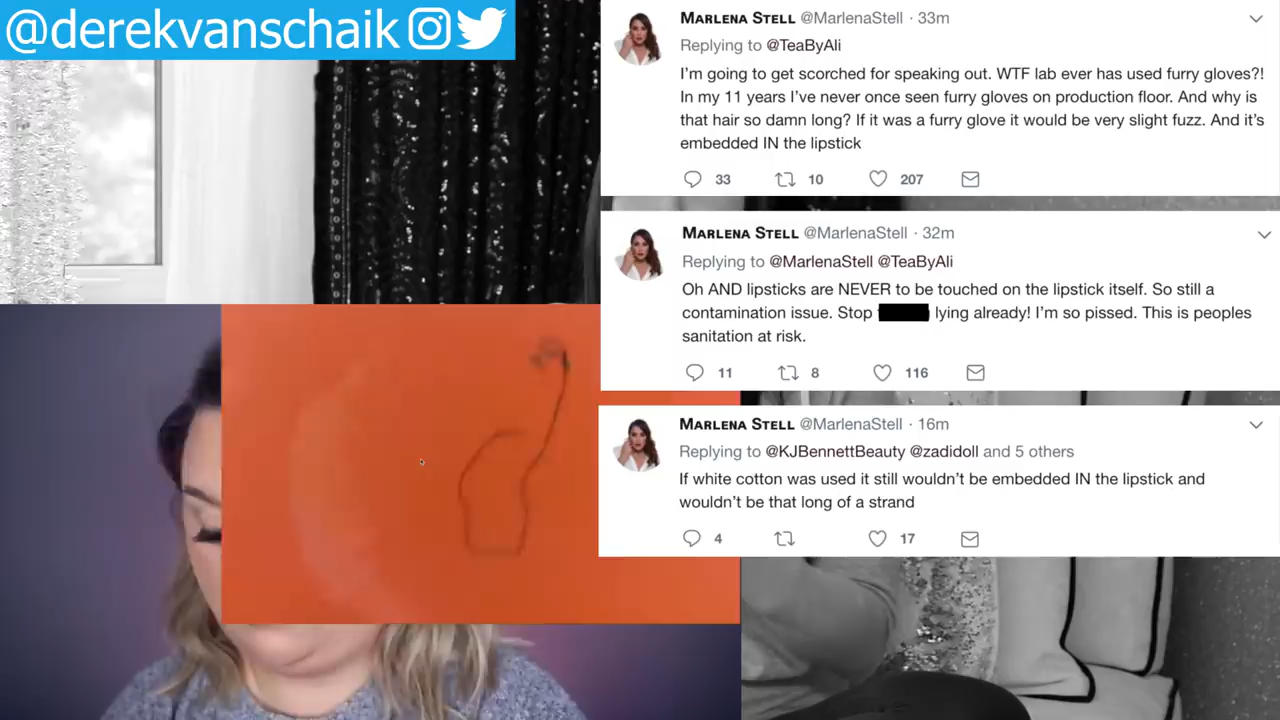 @derekvanschaik
MARLENA STELL @MarlenaStell · 33m
Replying to @TeaByAli
I'm going to get scorched for speaking out. WTF lab ever has used furry gloves?!
In my 11 years I've never once seen furry gloves on production floor. And why is
that hair so damn long? If it was a furry glove it would be very slight fuzz. And it's
embedded IN the lipstick
33 10 207
MARLENA STELL @MarlenaStell · 32m
Replying to @MarlenaStell @TeaByAli
Oh AND lipsticks are NEVER to be touched on the lipstick itself. So still a
contamination issue. Stop lying already! I'm so pissed. This is peoples
sanitation at risk.
11 8 116
MARLENA STELL @MarlenaStell · 16m
Replying to @KJBennettBeauty @zadidoll and 5 others
If white cotton was used it still wouldn't be embedded IN the lipstick and
wouldn't be that long of a strand
4 17